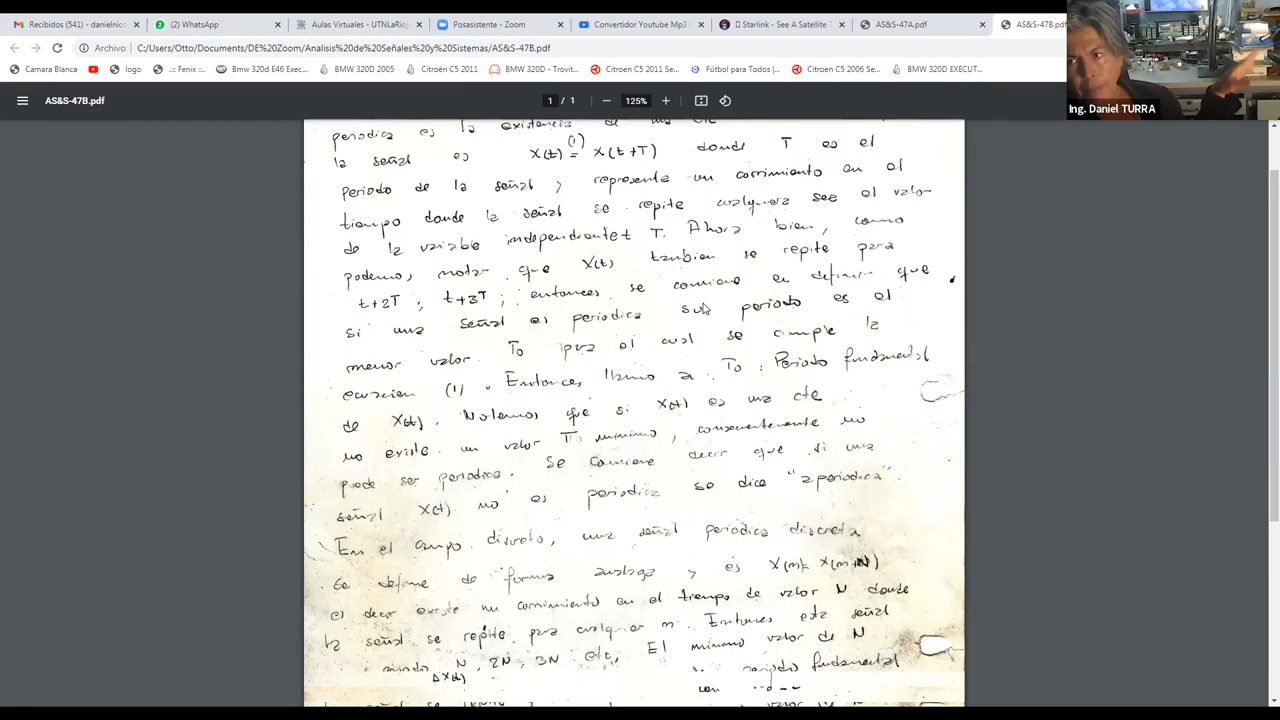 Recibidos (431) - danielnico
(2) WhatsApp
Aulas Virtuales - UTNLaRioj
Posasistente - Zoom
Convertidor Youtube Mp3
Starlink - See A Satellite T
AS&S-47A.pdf
AS&S-47B.pdf
Archivo
C:/Users/Otto/Documents/DE%20Zoom/Analisis%20de%20Señales%20y%20Sistemas/AS&S-47B.pdf
Camara Blanca
logo
..: Fenix ::.
Bmw 320d E46 Exec...
BMW 320D 2005
Citroën C5 2011
BMW 320D - Trovit...
Citroen C5 2011 Se...
Fútbol para Todos |...
Citroen C5 2006 Se...
BMW 320D EXECUT...
Ing. Daniel TURRA
AS&S-47B.pdf
1 / 1
125%
periodica es la existencia de una
la señal es X(t) = X(t+T) donde T es el
(1)
periodo de la señal y representa un corrimiento en el
tiempo donde la señal se repite cualquiera sea el valor
de la variable independiente t T. Ahora bien, como
podemos notar que X(t) tambien se repite para
t+2T, t+3T; entonces se conviene en definir que
si una señal es periodica su periodo es el
menor valor To para el cual se cumple la
ecuacion (1). Entonces llamo a To: Periodo fundamental
de X(t). Notemos que si X(t) es una cte
no existe un valor T minimo, consecuentemente no
puede ser periodica. Se conviene decir que si una
señal X(t) no es periodica se dice "aperiodica".
En el campo discreto, una señal periodica discreta
se define de forma analoga y es X(m)= X(m+N)
es decir existe un corrimiento en el tiempo de valor N donde
la señal se repite para cualquier m. Entonces esta señal
N, 2N, 3N etc. El minimo valor de N
Δ X(t)
periodo fundamental